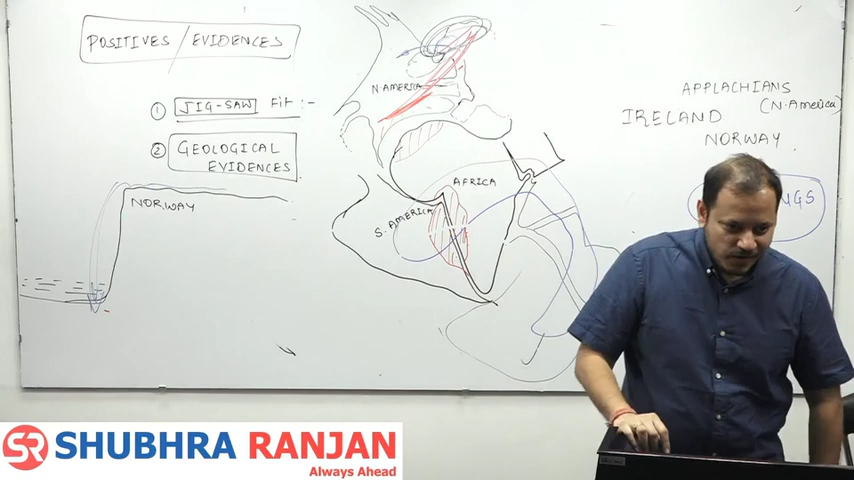 POSITIVES / EVIDENCES
① JIG-SAW Fit :-
② GEOLOGICAL
EVIDENCES
NORWAY
N.AMERICA
AFRICA
S.AMERICA
APPLACHIANS
(N.America)
IRELAND
NORWAY
SR SHUBHRA RANJAN
Always Ahead